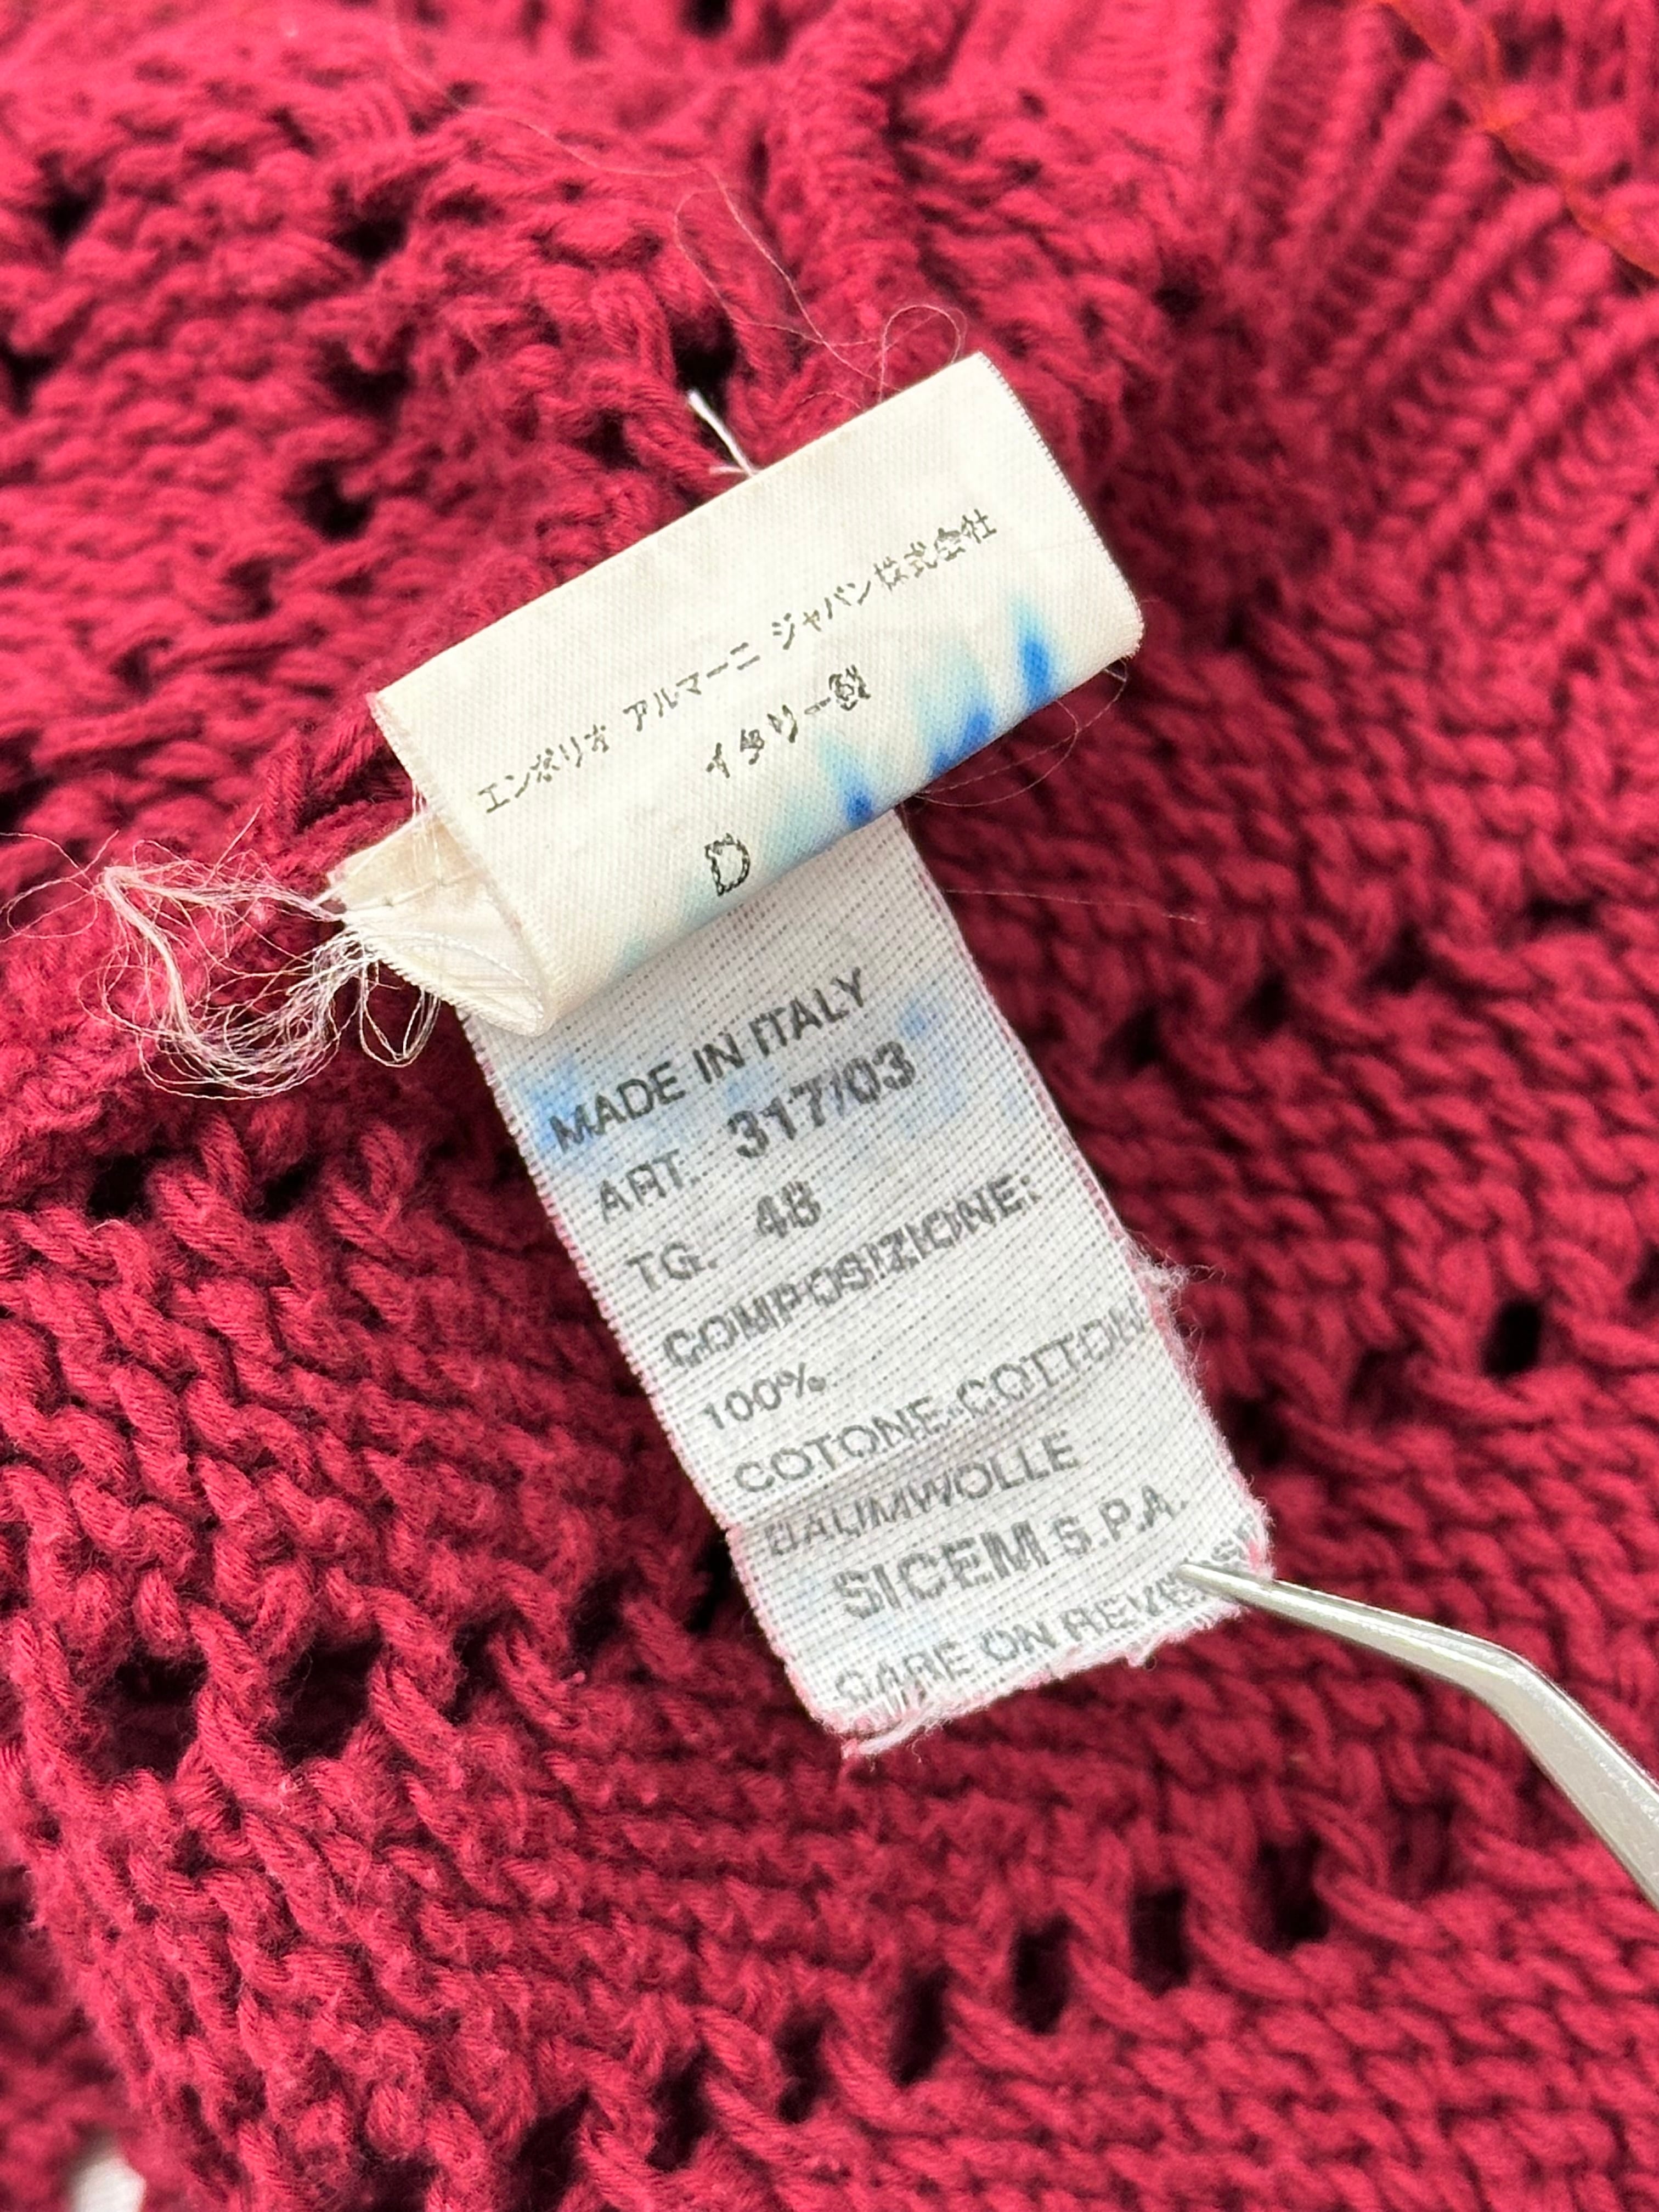 エンポリオ アルマーニ ジャパン株式会社
イタリー製
D
MADE IN ITALY
ART. 317/03
TG. 48
COMPOSIZIONE:
100%
COTONE-COTTON
BAUMWOLLE
SICEM S.P.A.
CARE ON